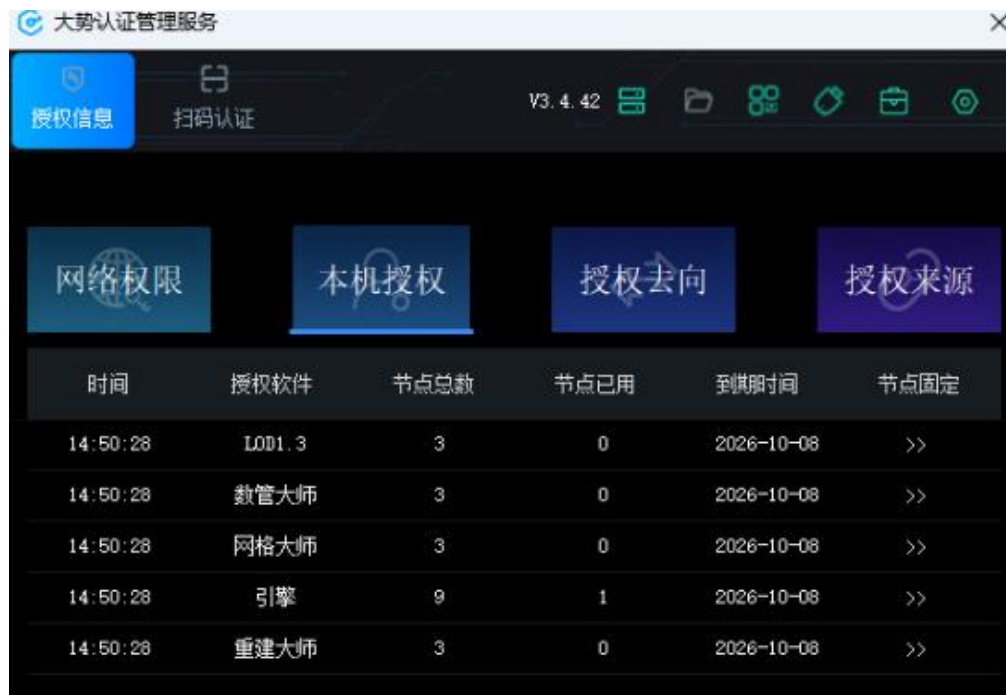 大势认证管理服务
授权信息 扫码认证 V3.4.42
网络权限 本机授权 授权去向 授权来源
时间 授权软件 节点总数 节点已用 到期时间 节点固定
14:50:28 LOD1.3 3 0 2026-10-08 >>
14:50:28 数管大师 3 0 2026-10-08 >>
14:50:28 网格大师 3 0 2026-10-08 >>
14:50:28 引擎 9 1 2026-10-08 >>
14:50:28 重建大师 3 0 2026-10-08 >>